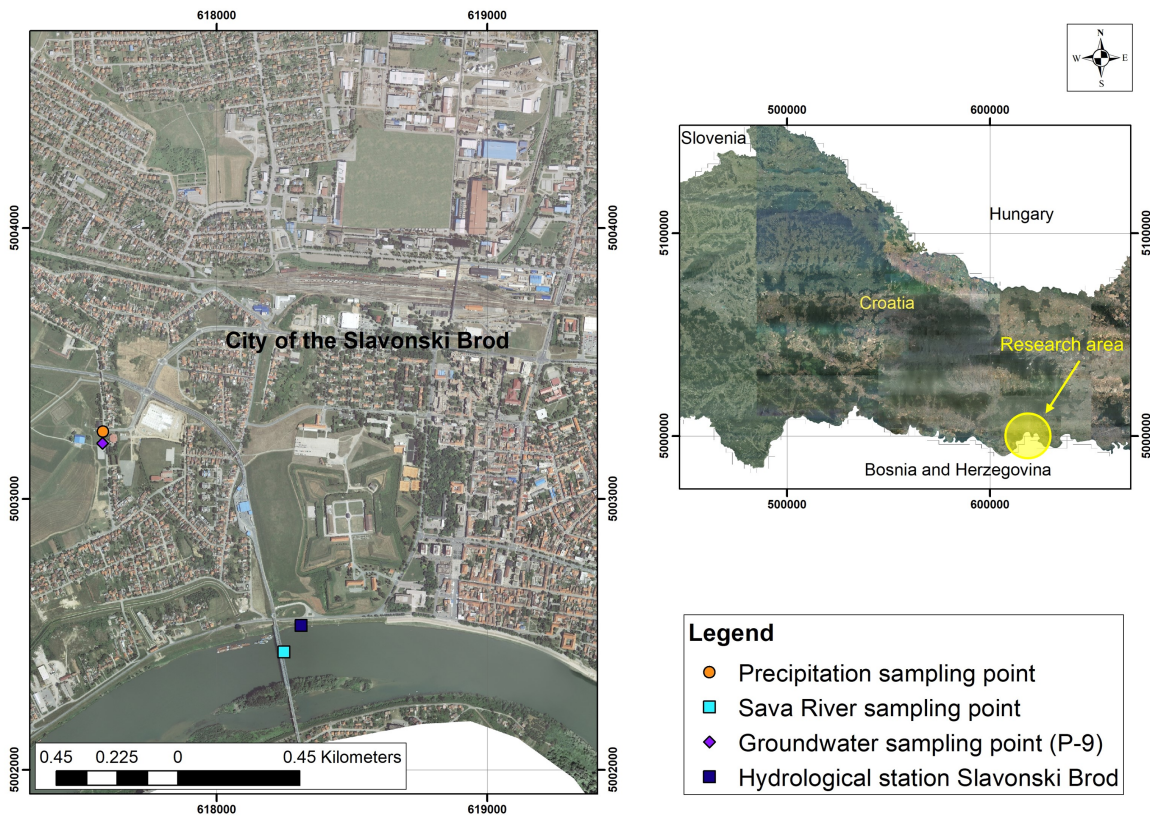 618000
619000
5004000
5003000
5002000
5004000
5003000
5002000
City of the Slavonski Brod
0.45 0.225 0 0.45 Kilometers
618000
619000
N
W E
S
500000
600000
Slovenia
Hungary
5100000
5100000
Croatia
Research area
5000000
5000000
Bosnia and Herzegovina
500000
600000
Legend
Precipitation sampling point
Sava River sampling point
Groundwater sampling point (P-9)
Hydrological station Slavonski Brod